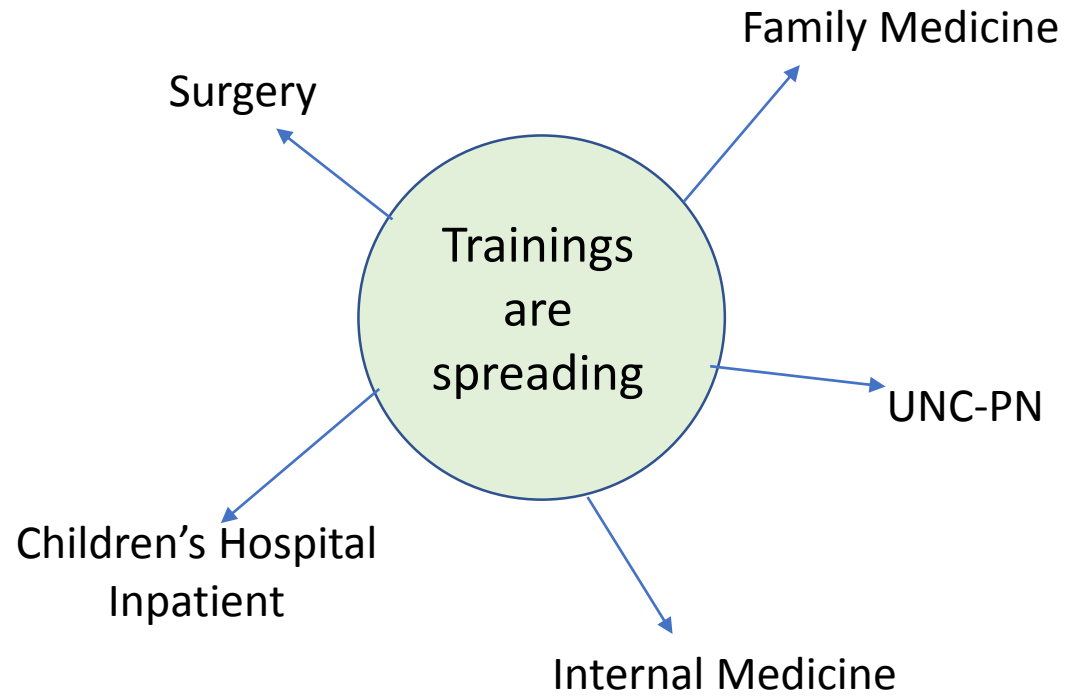 Family Medicine
Surgery
Trainings
are
spreading
UNC-PN
Children’s Hospital
Inpatient
Internal Medicine